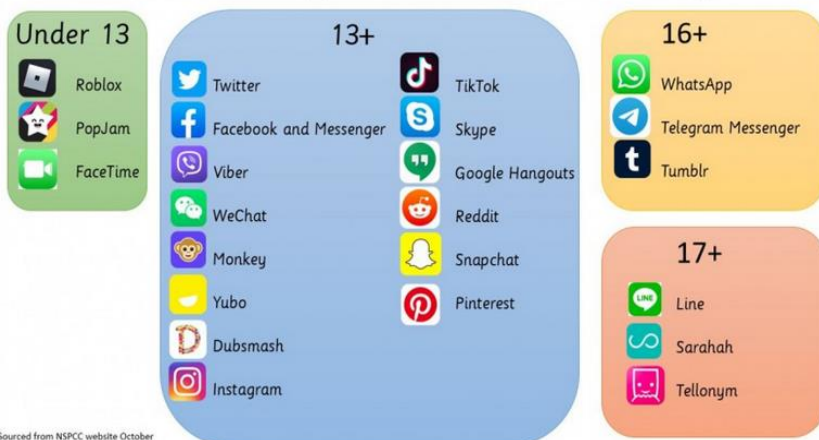 Under 13
Roblox
PopJam
FaceTime
13+
Twitter
Facebook and Messenger
Viber
WeChat
Monkey
Yubo
Dubsmash
Instagram
TikTok
Skype
Google Hangouts
Reddit
Snapchat
Pinterest
16+
WhatsApp
Telegram Messenger
Tumblr
17+
LINE
Line
Sarahah
Tellonym
Sourced from NSPCC website October